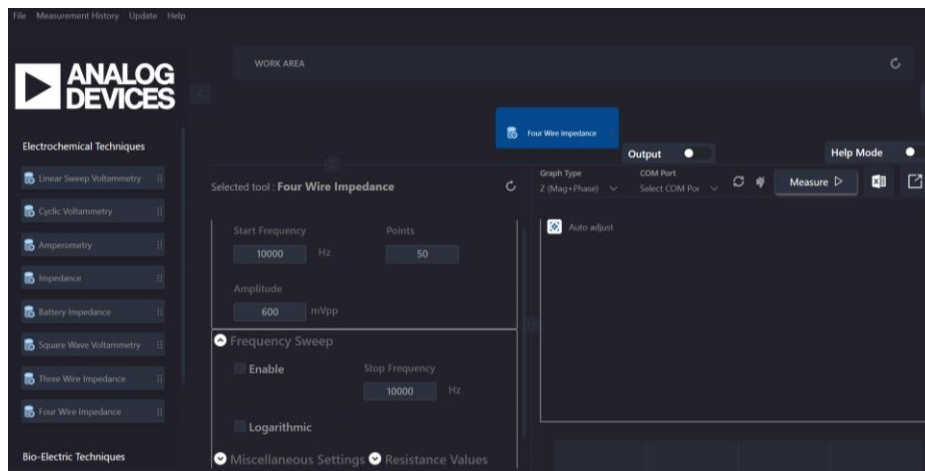 File Measurement History Update Help
WORK AREA
ANALOG
DEVICES
Four Wire Impedance
Electrochemical Techniques
Linear Sweep Voltammetry
Cyclic Voltammetry
Amperometry
Impedance
Battery Impedance
Square Wave Voltammetry
Three Wire Impedance
Four Wire Impedance
Bio-Electric Techniques
Output
Help Mode
Selected tool : Four Wire Impedance
Start Frequency
10000 Hz
Points
50
Amplitude
600 mVpp
Frequency Sweep
Enable
Stop Frequency
10000 Hz
Logarithmic
Miscellaneous Settings
Resistance Values
Graph Type
Z (Mag+Phase)
COM Port
Select COM Por
Measure
Auto adjust